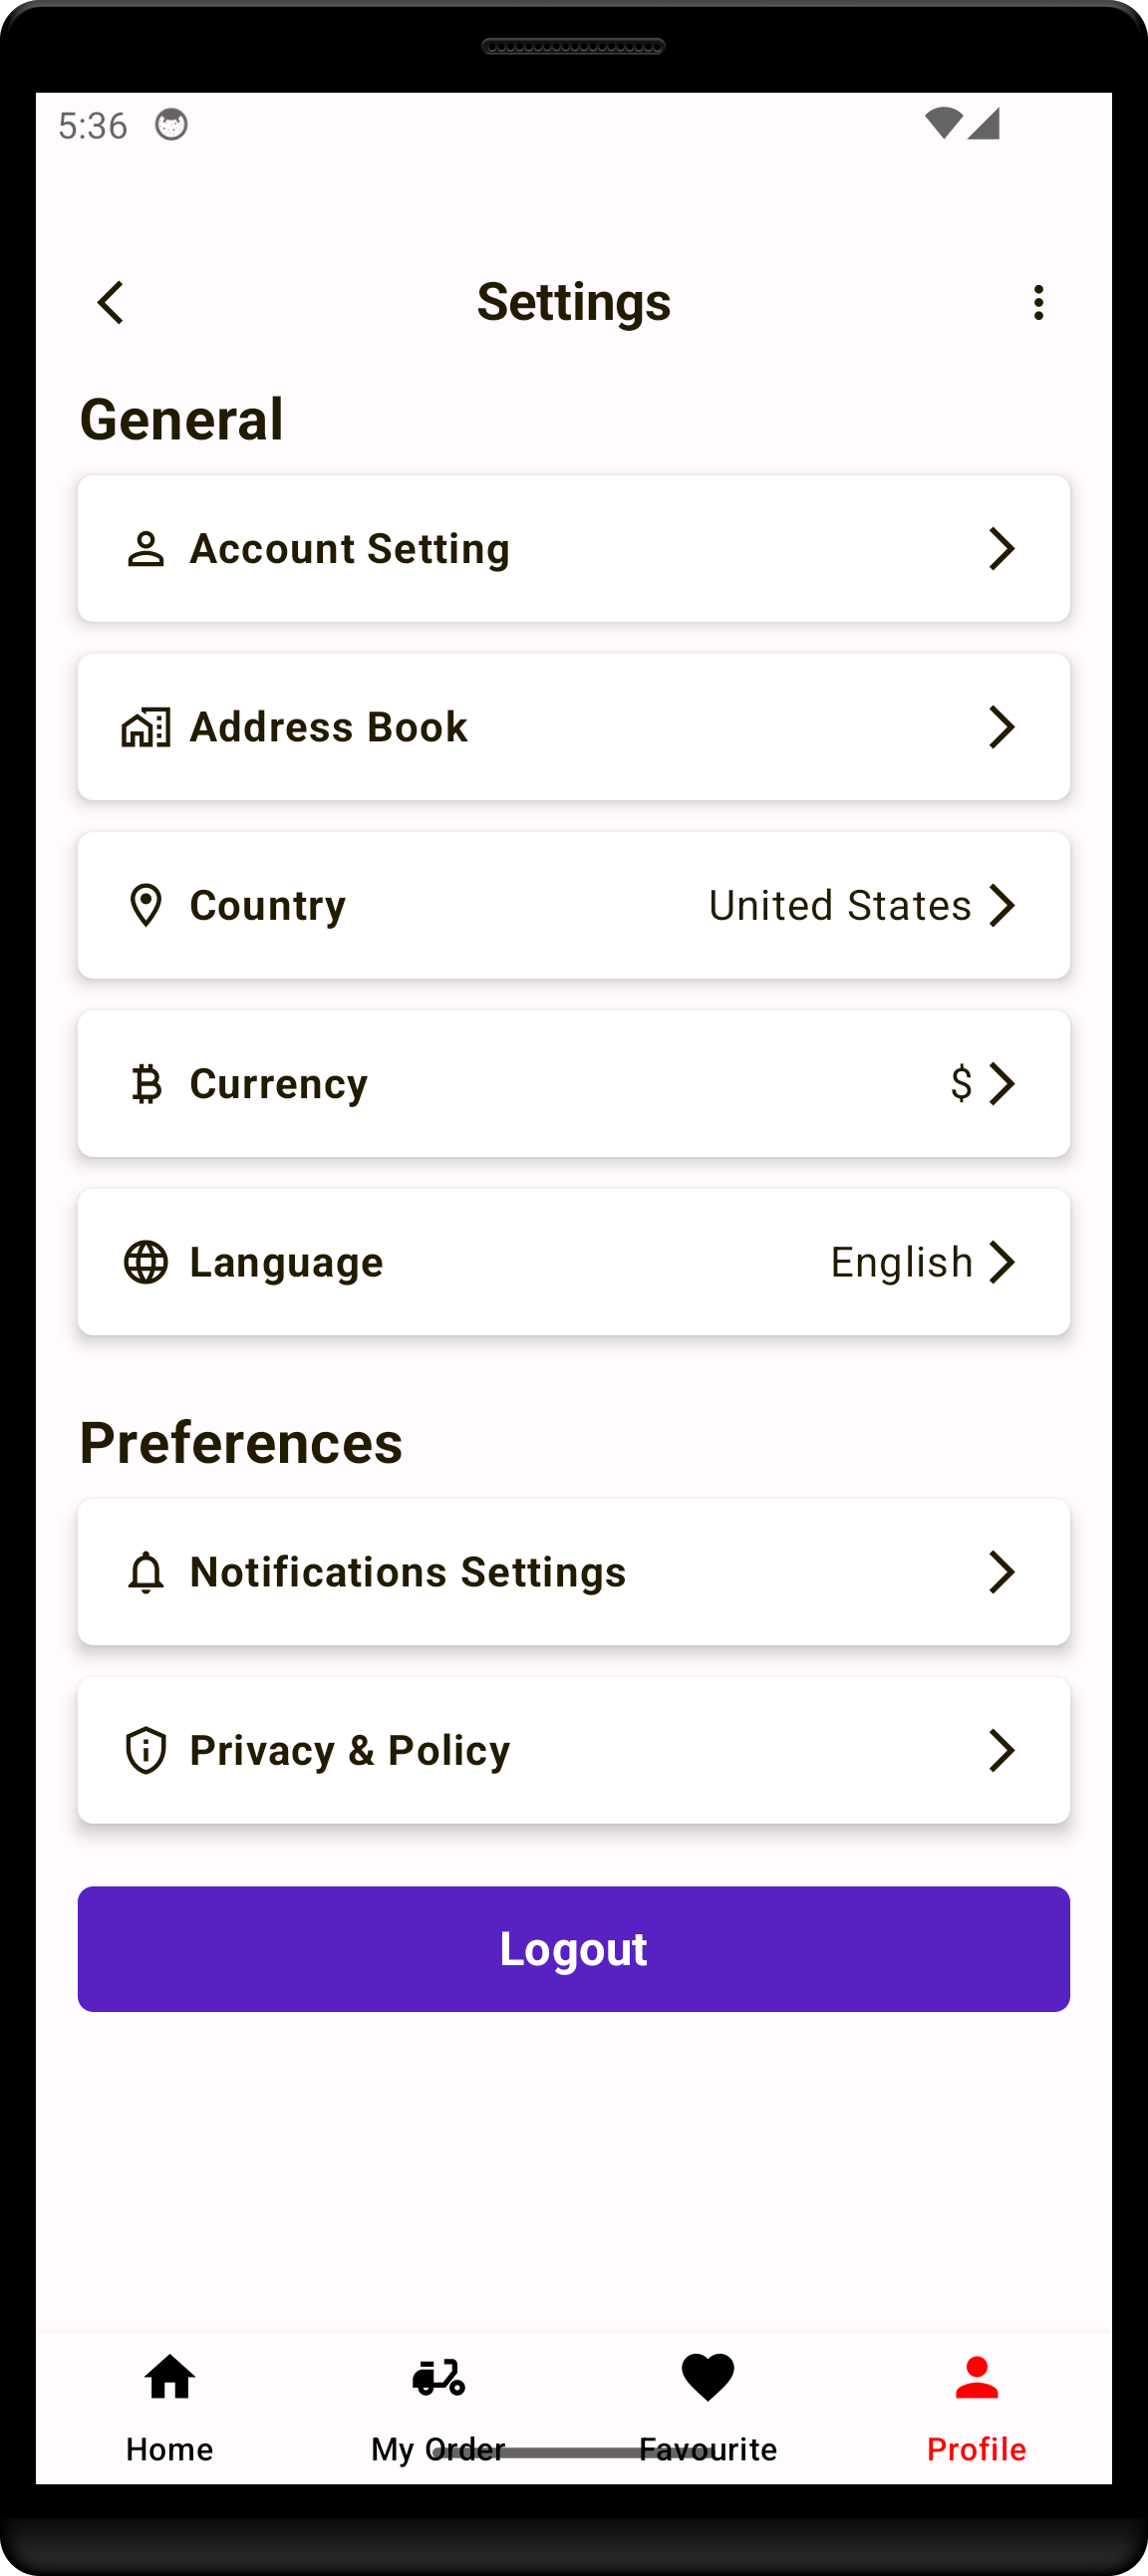 5:36
Settings
General
Account Setting
Address Book
Country United States
Currency $
Language English
Preferences
Notifications Settings
Privacy & Policy
Logout
Home My Order Favourite Profile